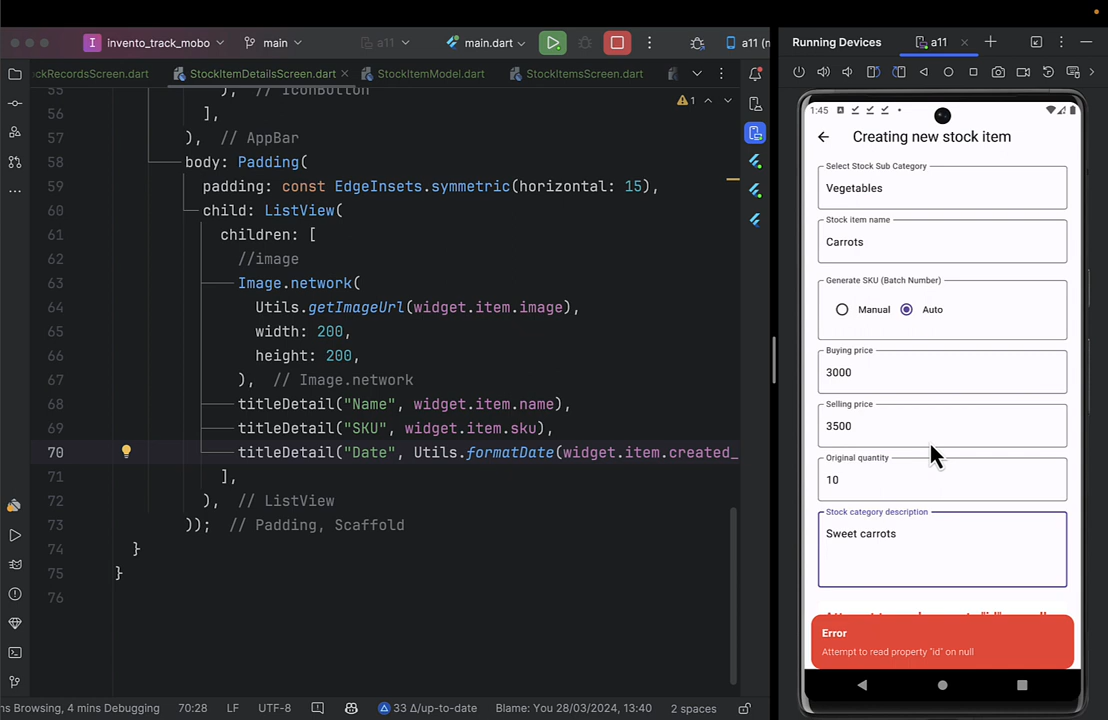 invento_track_mobo
main
a11
main.dart
a11 (n
Running Devices
a11
ckRecordsScreen.dart
StockItemDetailsScreen.dart
StockItemModel.dart
StockItemsScreen.dart
1
55 ), // IconButton
56 ],
57 ), // AppBar
58 body: Padding(
59 padding: const EdgeInsets.symmetric(horizontal: 15),
60 child: ListView(
61 children: [
62 //image
63 Image.network(
64 Utils.getImageUrl(widget.item.image),
65 width: 200,
66 height: 200,
67 ), // Image.network
68 titleDetail("Name", widget.item.name),
69 titleDetail("SKU", widget.item.sku),
70 titleDetail("Date", Utils.formatDate(widget.item.created_
71 ],
72 ), // ListView
73 )); // Padding, Scaffold
74 }
75 }
76
1:45
Creating new stock item
Select Stock Sub Category
Vegetables
Stock item name
Carrots
Generate SKU (Batch Number)
Manual
Auto
Buying price
3000
Selling price
3500
Original quantity
10
Stock category description
Sweet carrots
Error
Attempt to read property "id" on null
ns Browsing, 4 mins Debugging
70:28
LF
UTF-8
33 Δ/up-to-date
Blame: You 28/03/2024, 13:40
2 spaces